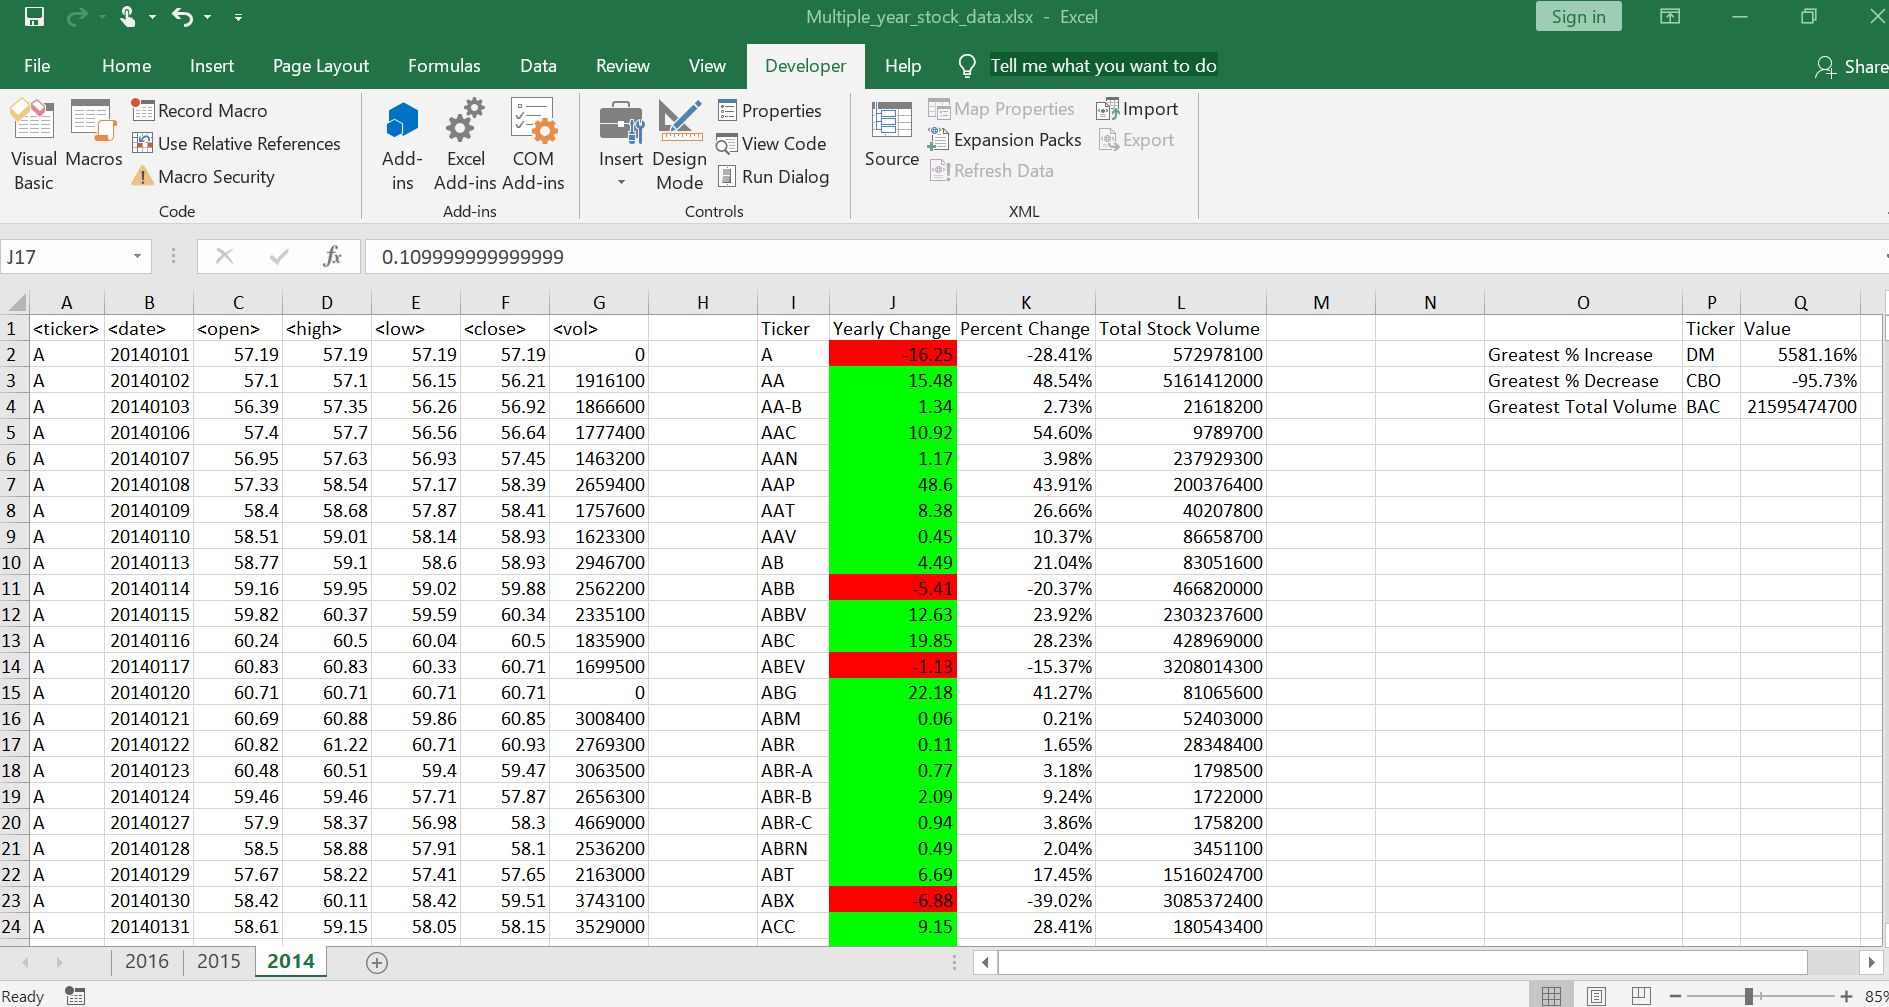 Multiple_year_stock_data.xlsx - Excel
Sign in
File Home Insert Page Layout Formulas Data Review View Developer Help Tell me what you want to do Share
Visual Basic
Macros
Record Macro
Use Relative References
Macro Security
Code
Add-ins
Excel Add-ins
COM Add-ins
Add-ins
Insert
Design Mode
Properties
View Code
Run Dialog
Controls
Source
Map Properties
Expansion Packs
Refresh Data
Import
Export
XML
J17 fx 0.109999999999999
A B C D E F G H I J K L M N O P Q
1 <ticker> <date> <open> <high> <low> <close> <vol> Ticker Yearly Change Percent Change Total Stock Volume Ticker Value
2 A 20140101 57.19 57.19 57.19 57.19 0 A -16.25 -28.41% 572978100 Greatest % Increase DM 5581.16%
3 A 20140102 57.1 57.1 56.15 56.21 1916100 AA 15.48 48.54% 5161412000 Greatest % Decrease CBO -95.73%
4 A 20140103 56.39 57.35 56.26 56.92 1866600 AA-B 1.34 2.73% 21618200 Greatest Total Volume BAC 21595474700
5 A 20140106 57.4 57.7 56.56 56.64 1777400 AAC 10.92 54.60% 9789700
6 A 20140107 56.95 57.63 56.93 57.45 1463200 AAN 1.17 3.98% 237929300
7 A 20140108 57.33 58.54 57.17 58.39 2659400 AAP 48.6 43.91% 200376400
8 A 20140109 58.4 58.68 57.87 58.41 1757600 AAT 8.38 26.66% 40207800
9 A 20140110 58.51 59.01 58.14 58.93 1623300 AAV 0.45 10.37% 86658700
10 A 20140113 58.77 59.1 58.6 58.93 2946700 AB 4.49 21.04% 83051600
11 A 20140114 59.16 59.95 59.02 59.88 2562200 ABB -5.41 -20.37% 466820000
12 A 20140115 59.82 60.37 59.59 60.34 2335100 ABBV 12.63 23.92% 2303237600
13 A 20140116 60.24 60.5 60.04 60.5 1835900 ABC 19.85 28.23% 428969000
14 A 20140117 60.83 60.83 60.33 60.71 1699500 ABEV -1.13 -15.37% 3208014300
15 A 20140120 60.71 60.71 60.71 60.71 0 ABG 22.18 41.27% 81065600
16 A 20140121 60.69 60.88 59.86 60.85 3008400 ABM 0.06 0.21% 52403000
17 A 20140122 60.82 61.22 60.71 60.93 2769300 ABR 0.11 1.65% 28348400
18 A 20140123 60.48 60.51 59.4 59.47 3063500 ABR-A 0.77 3.18% 1798500
19 A 20140124 59.46 59.46 57.71 57.87 2656300 ABR-B 2.09 9.24% 1722000
20 A 20140127 57.9 58.37 56.98 58.3 4669000 ABR-C 0.94 3.86% 1758200
21 A 20140128 58.5 58.88 57.91 58.1 2536200 ABRN 0.49 2.04% 3451100
22 A 20140129 57.67 58.22 57.41 57.65 2163000 ABT 6.69 17.45% 1516024700
23 A 20140130 58.42 60.11 58.42 59.51 3743100 ABX -6.88 -39.02% 3085372400
24 A 20140131 58.61 59.15 58.05 58.15 3529000 ACC 9.15 28.41% 180543400
2016 2015 2014
Ready 85%